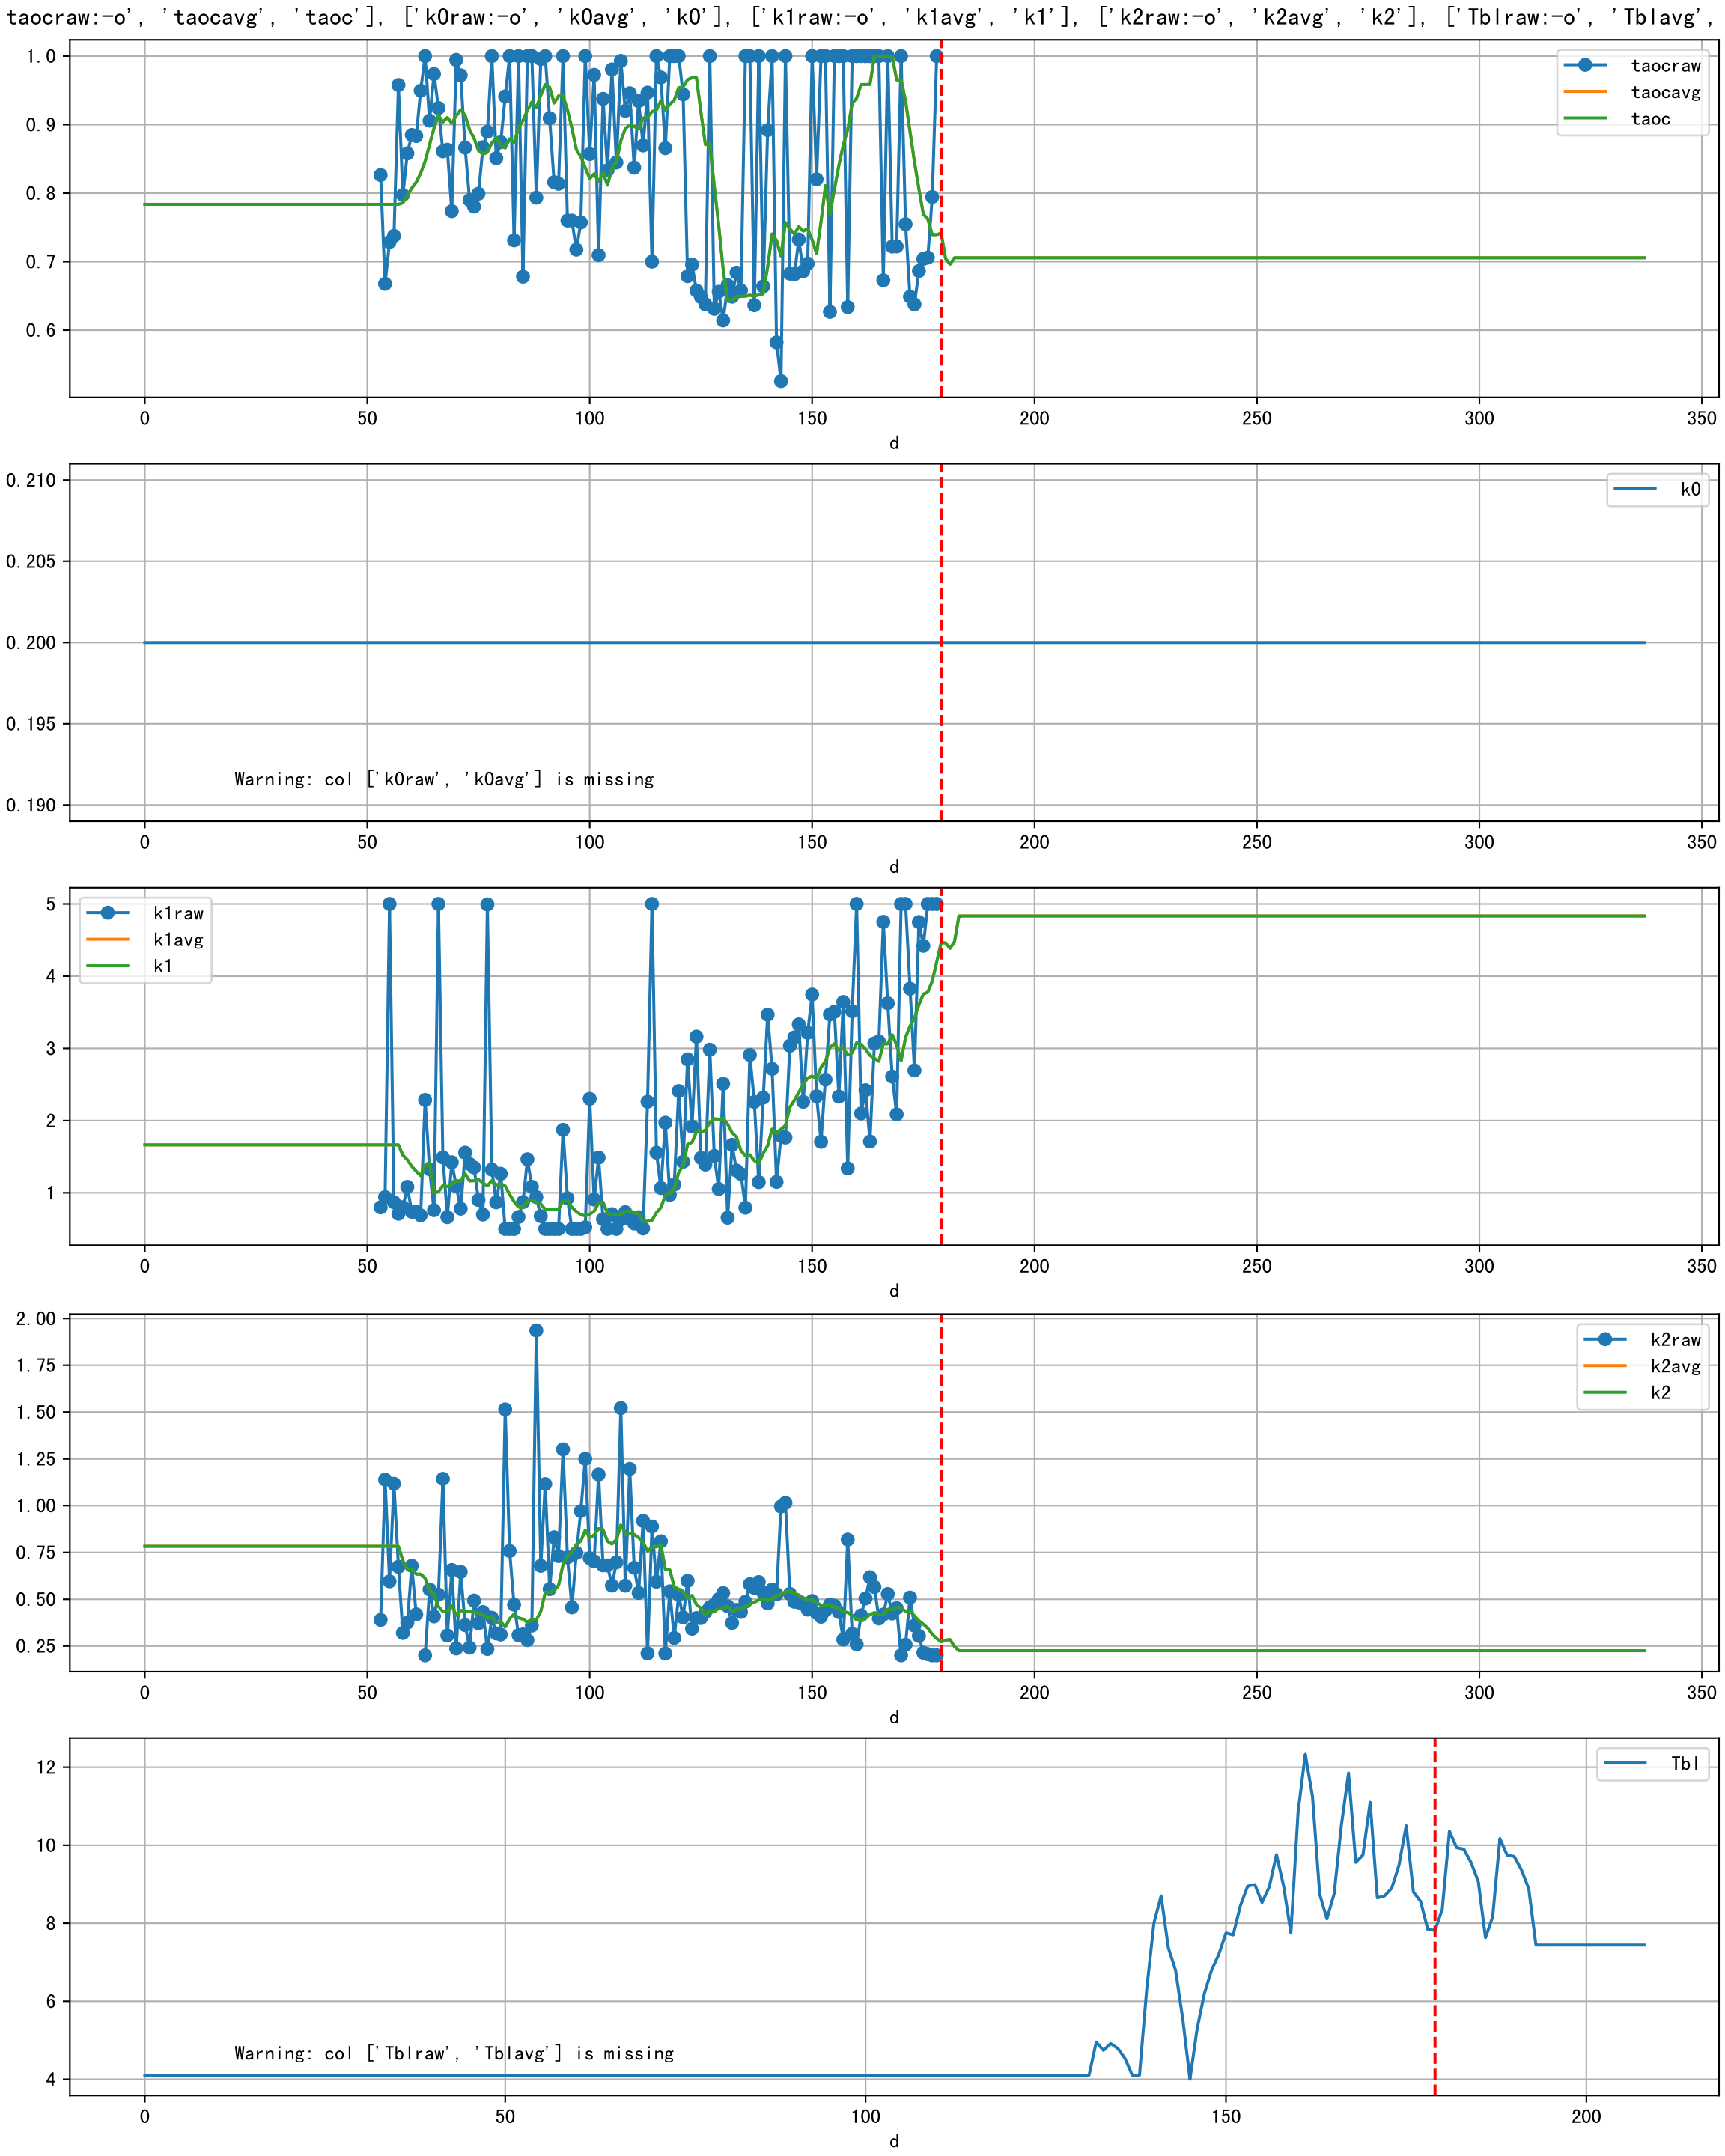 taocraw:-o', 'taocavg', 'taoc'], ['k0raw:-o', 'k0avg', 'k0'], ['k1raw:-o', 'k1avg', 'k1'], ['k2raw:-o', 'k2avg', 'k2'], ['Tblraw:-o', 'Tblavg',
1.0
0.9
0.8
0.7
0.6
taocraw
taocavg
taoc
0 50 100 150 200 250 300 350
d
0.210
0.205
0.200
0.195
0.190
k0
Warning: col ['k0raw', 'k0avg'] is missing
0 50 100 150 200 250 300 350
d
5
4
3
2
1
k1raw
k1avg
k1
0 50 100 150 200 250 300 350
d
2.00
1.75
1.50
1.25
1.00
0.75
0.50
0.25
k2raw
k2avg
k2
0 50 100 150 200 250 300 350
d
12
10
8
6
4
Tbl
Warning: col ['Tblraw', 'Tblavg'] is missing
0 50 100 150 200
d